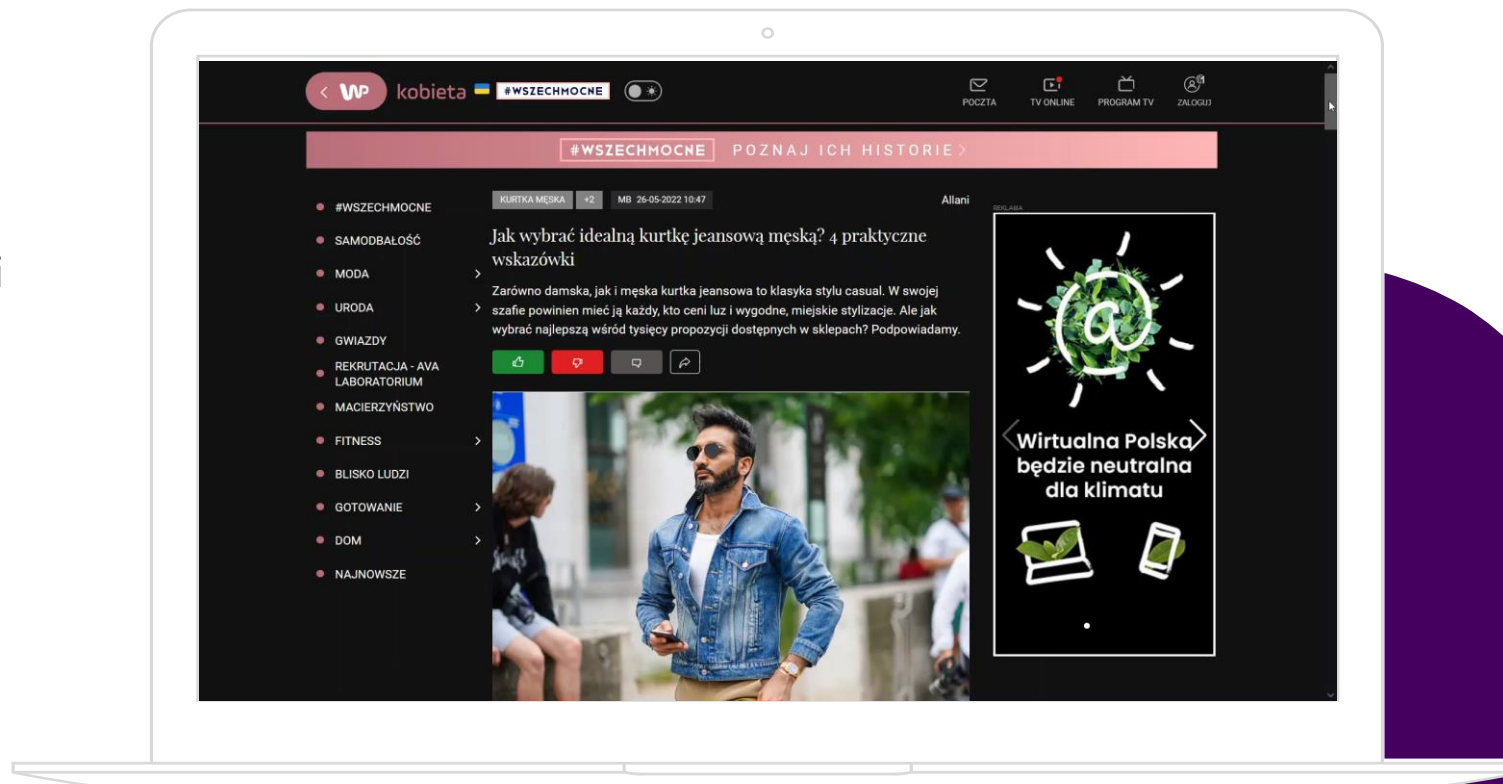 i
WP kobieta #WSZECHMOCNE
POCZTA TV ONLINE PROGRAM TV ZALOGUJ
#WSZECHMOCNE POZNAJ ICH HISTORIE
#WSZECHMOCNE
SAMODBAŁOŚĆ
MODA
URODA
GWIAZDY
REKRUTACJA - AVA
LABORATORIUM
MACIERZYŃSTWO
FITNESS
BLISKO LUDZI
GOTOWANIE
DOM
NAJNOWSZE
KURTKA MĘSKA +2 MB 26-05-2022 10:47 Allani
Jak wybrać idealną kurtkę jeansową męską? 4 praktyczne
wskazówki
Zarówno damska, jak i męska kurtka jeansowa to klasyka stylu casual. W swojej
szafie powinien mieć ją każdy, kto ceni luz i wygodne, miejskie stylizacje. Ale jak
wybrać najlepszą wśród tysięcy propozycji dostępnych w sklepach? Podpowiadamy.
REKLAMA
@
Wirtualna Polska
będzie neutralna
dla klimatu